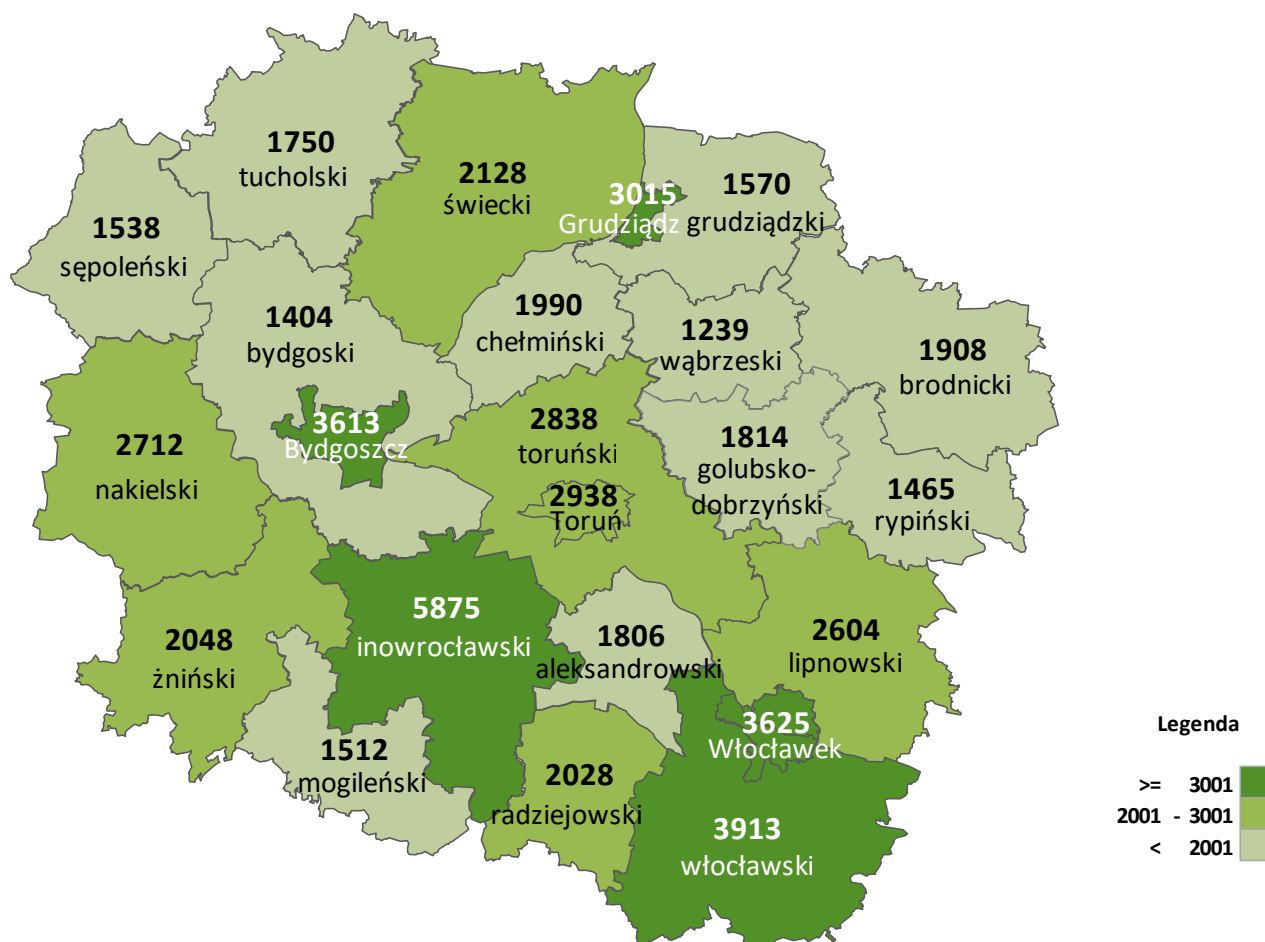 1750
tucholski
2128
świecki
3015
Grudziądz
1570
grudziądzki
1538
sępoleński
1404
bydgoski
1990
chełmiński
1239
wąbrzeski
1908
brodnicki
3613
Bydgoszcz
2712
nakielski
2838
toruński
2938
Toruń
1814
golubsko-
dobrzyński
1465
rypiński
5875
inowrocławski
1806
aleksandrowski
2604
lipnowski
2048
żniński
3625
Włocławek
1512
mogileński
2028
radziejowski
3913
włocławski
Legenda
>= 3001
2001 - 3001
< 2001